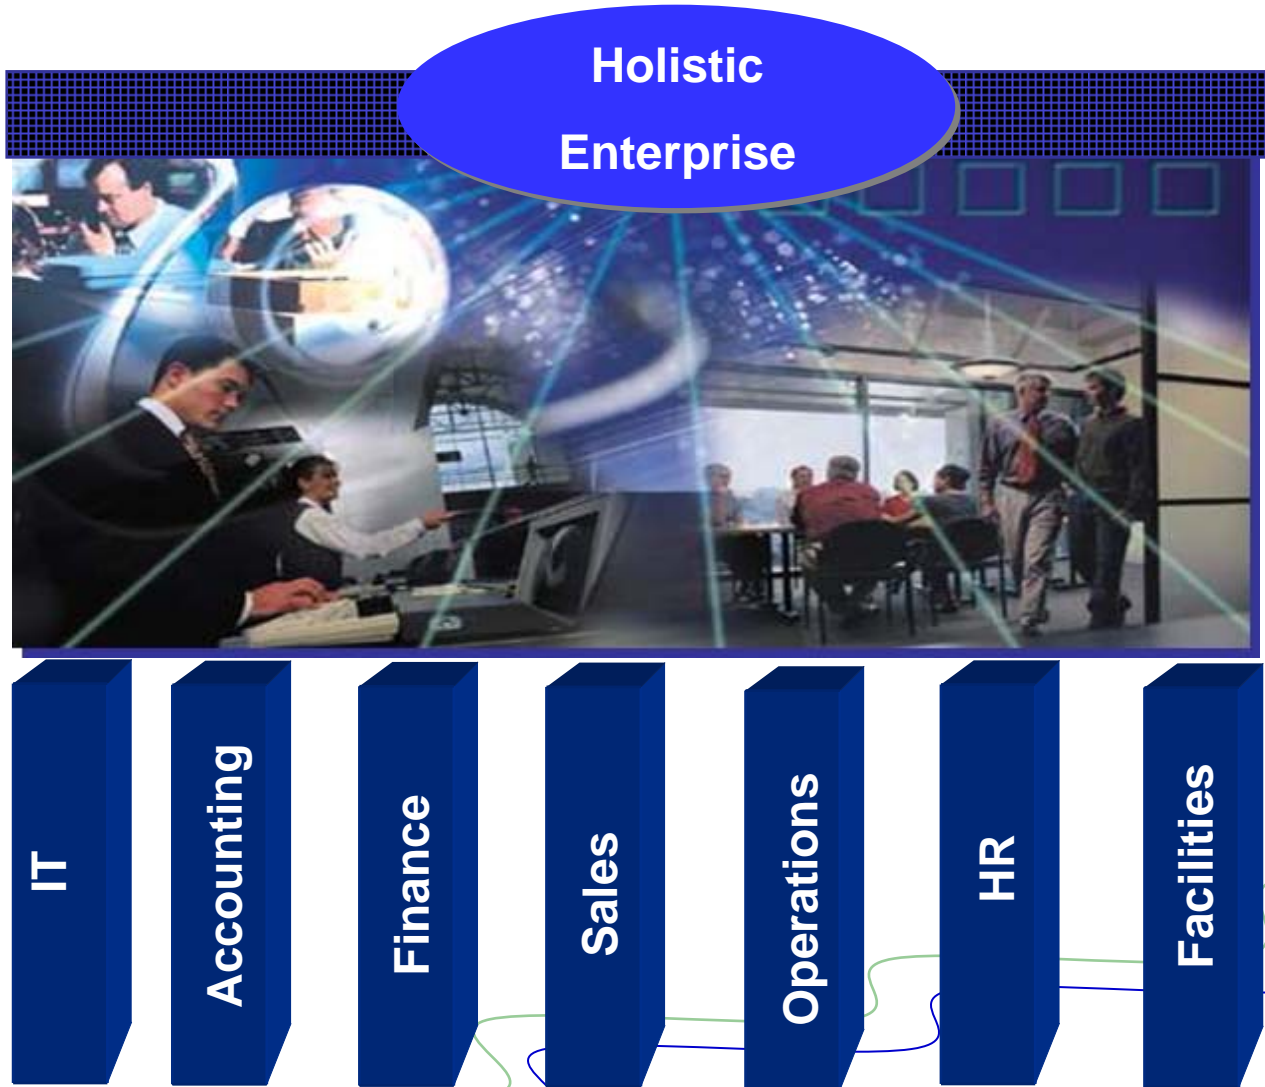 Holistic
Enterprise
IT
Accounting
Finance
Sales
Operations
HR
Facilities